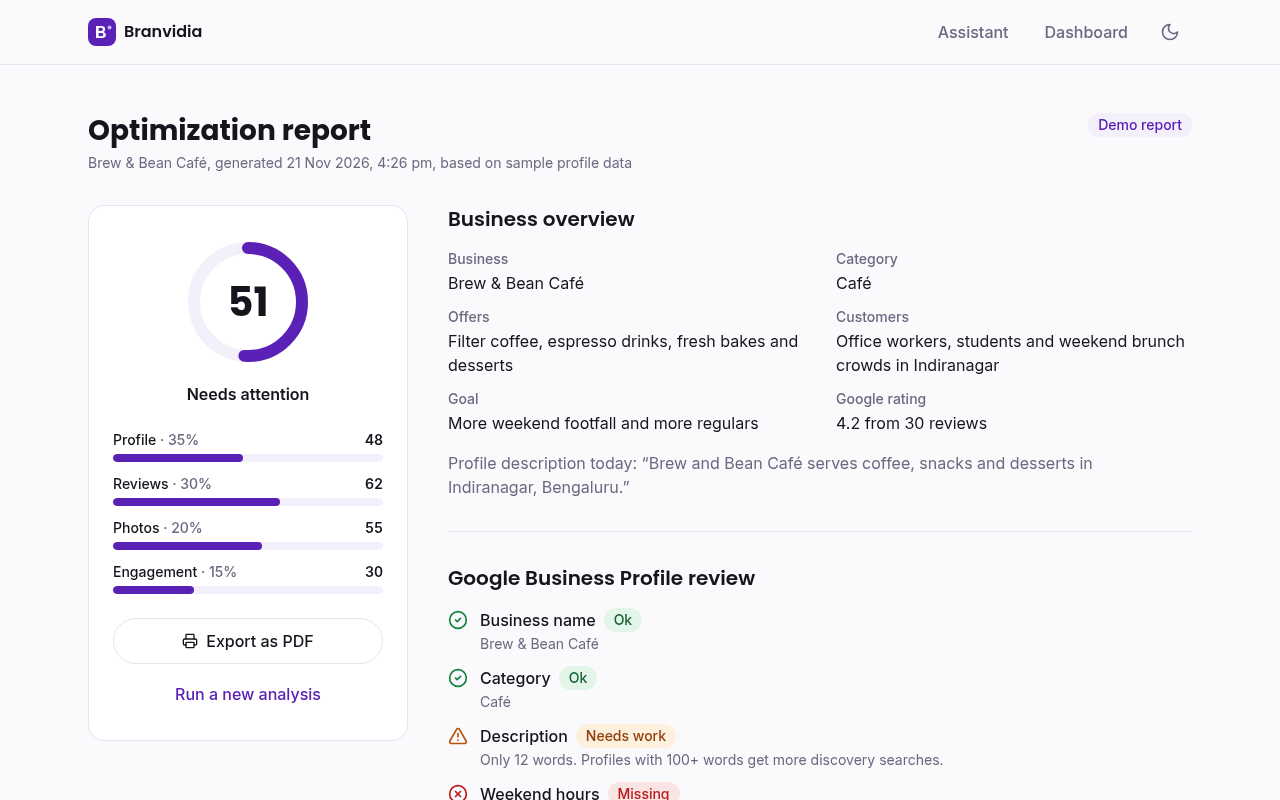 B
Branvidia
Assistant
Dashboard
Optimization report
Demo report
Brew & Bean Café, generated 21 Nov 2026, 4:26 pm, based on sample profile data
51
Needs attention
Profile · 35% 48
Reviews · 30% 62
Photos · 20% 55
Engagement · 15% 30
Export as PDF
Run a new analysis
Business overview
Business
Brew & Bean Café
Category
Café
Offers
Filter coffee, espresso drinks, fresh bakes and
desserts
Customers
Office workers, students and weekend brunch
crowds in Indiranagar
Goal
More weekend footfall and more regulars
Google rating
4.2 from 30 reviews
Profile description today: “Brew and Bean Café serves coffee, snacks and desserts in
Indiranagar, Bengaluru.”
Google Business Profile review
Business name Ok
Brew & Bean Café
Category Ok
Café
Description Needs work
Only 12 words. Profiles with 100+ words get more discovery searches.
Weekend hours Missing